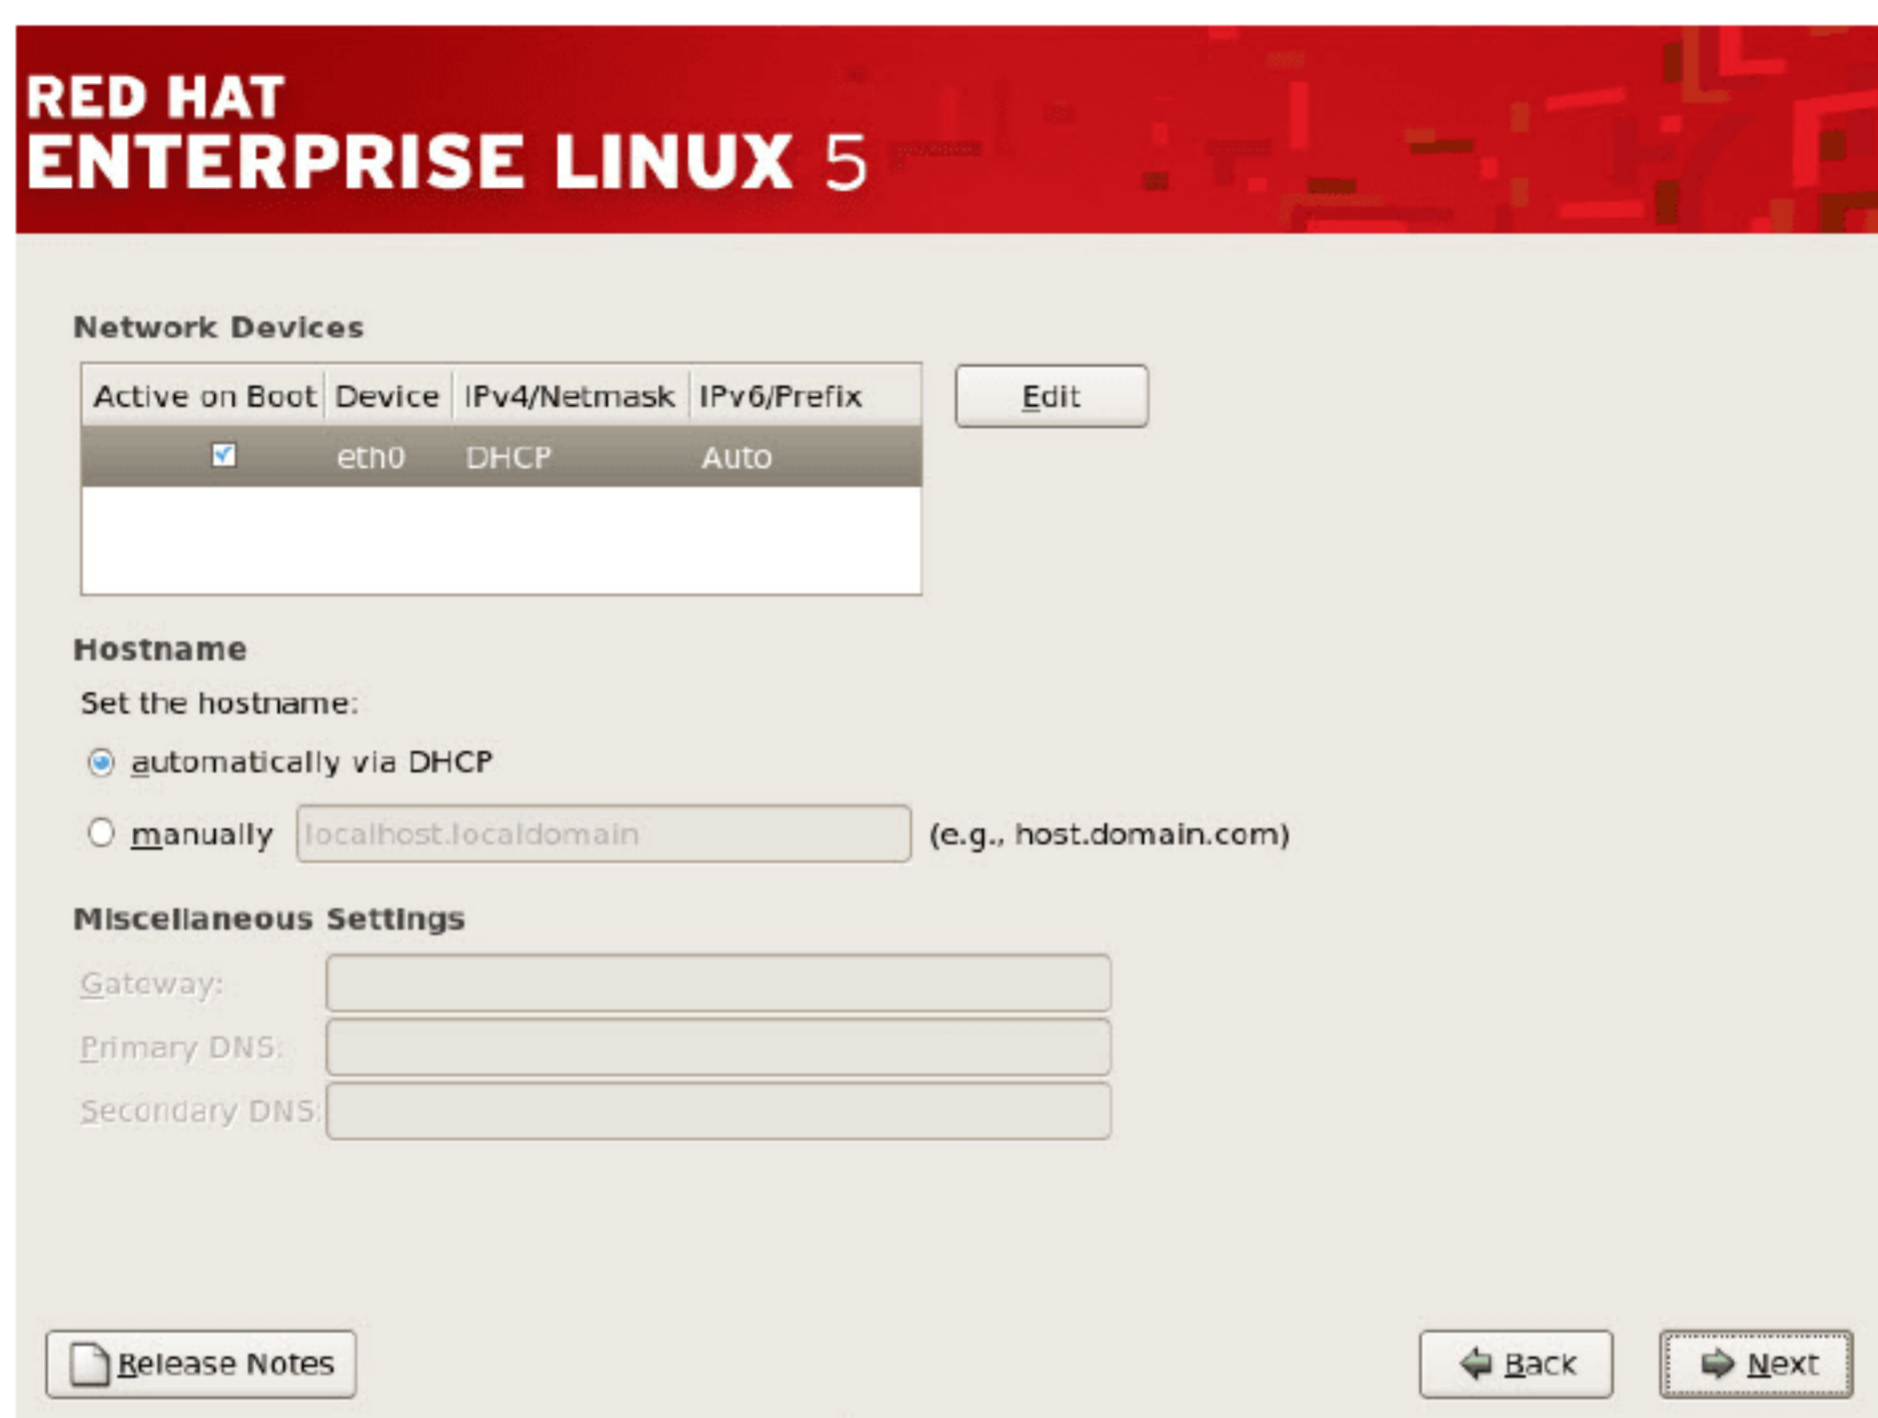 RED HAT
ENTERPRISE LINUX 5
Network Devices
Active on Boot Device IPv4/Netmask IPv6/Prefix
Edit
eth0 DHCP Auto
Hostname
Set the hostname:
automatically via DHCP
manually localhost.localdomain (e.g., host.domain.com)
Miscellaneous Settings
Gateway:
Primary DNS:
Secondary DNS:
Release Notes
Back
Next